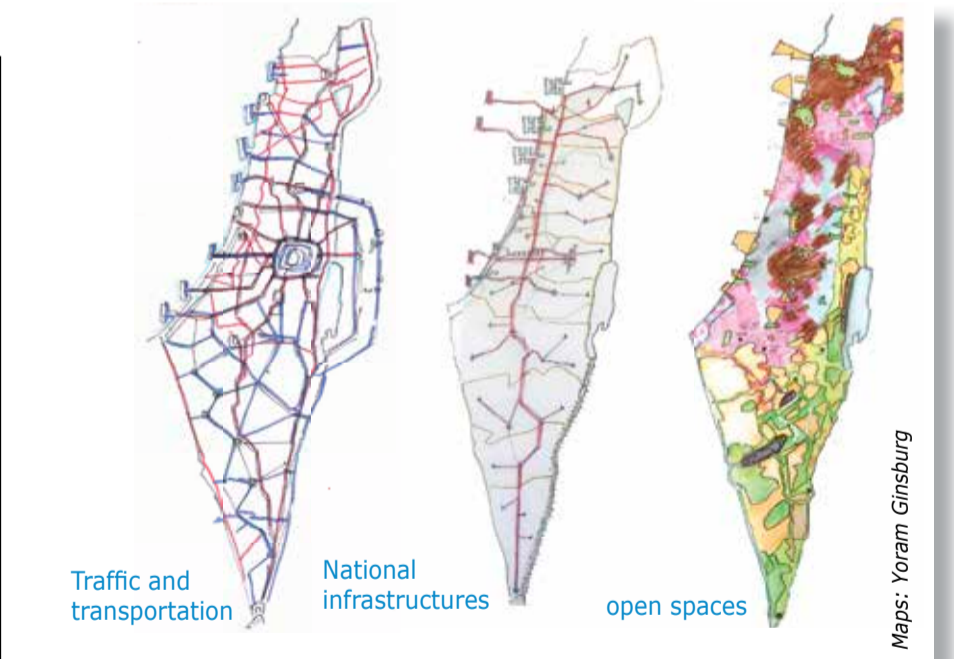 Traffic and
transportation
National
infrastructures
open spaces
Maps: Yoram Ginsburg